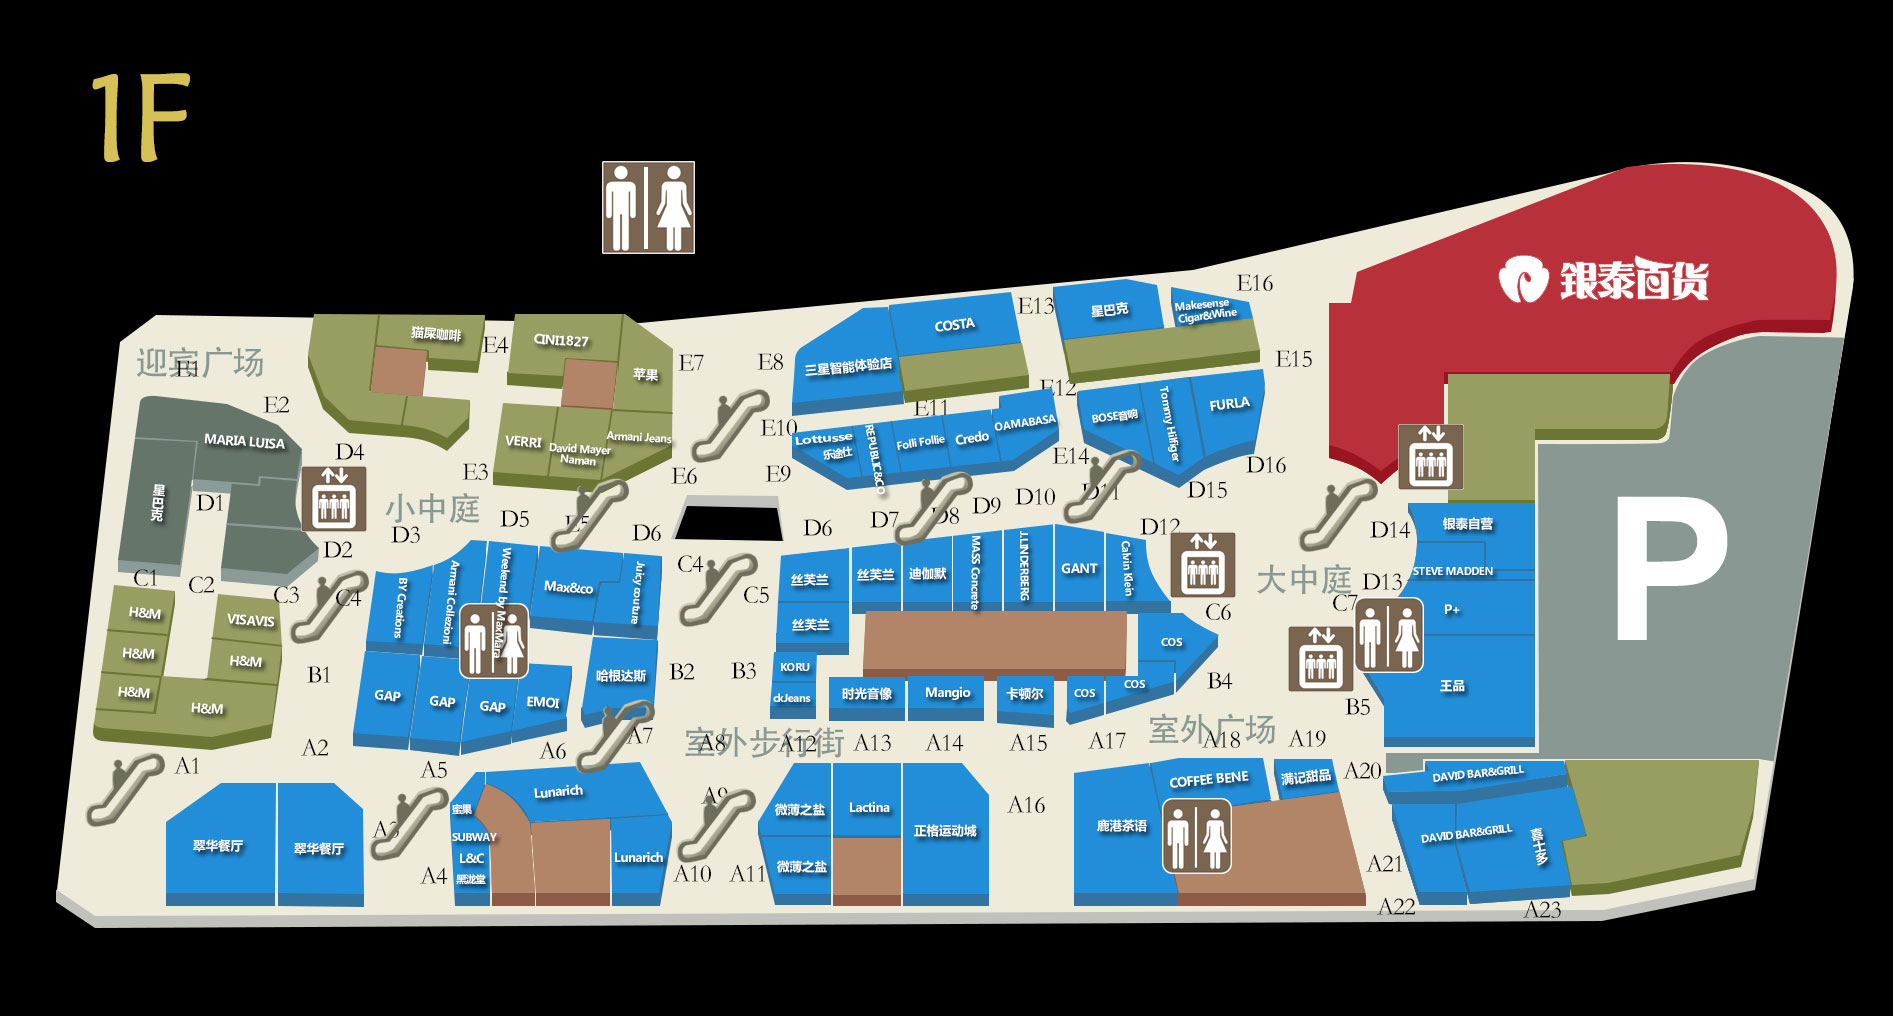 1F
银泰百货
E16
E13
星巴克
Makesense
Cigar&Wine
COSTA
猫屎咖啡
E4
CINI1827
E7
E8
三星智能体验店
E15
迎宾广场
E1
苹果
E2
E12
E11
FURLA
Tommy Hilfiger
BOSE音响
MARIA LUISA
VERRI
David Mayer
Naman
Armani Jeans
E10
Lottusse
乐途仕
REPUBLIC&CO
Folli Follie
Credo
OAMABASA
D4
E3
E6
E9
E14
D16
星巴克
D1
小中庭
D5
E5
D6
D6
D7
D8
D9
D10
D11
D15
D12
D14
银泰自营
P
D2
D3
C4
C1
C2
C3
C4
C5
丝芙兰
丝芙兰
迪伽默
MASS Concrete
J.LINDERBERG
GANT
Calvin Klein
大中庭
D13
STEVE MADDEN
BY Creations
Armani Collezioni
Weekend by MaxMara
Max&co
Juicy couture
H&M
VISAVIS
丝芙兰
C6
C7
P+
H&M
H&M
COS
B1
哈根达斯
B2
B3
KORU
B4
王品
H&M
H&M
GAP
GAP
GAP
EMOI
ckJeans
时光音像
Mangio
卡顿尔
COS
COS
B5
A1
A2
A5
A6
A7
室外步行街
A8
A12
A13
A14
A15
A17
室外广场
A18
A19
A20
DAVID BAR&GRILL
COFFEE BENE
满记甜品
Lunarich
A9
A16
蜜果
微薄之盐
Lactina
正格运动城
鹿港茶语
A3
翠华餐厅
翠华餐厅
SUBWAY
L&C
黑泷堂
Lunarich
微薄之盐
DAVID BAR&GRILL
喜士多
A4
A10
A11
A21
A22
A23